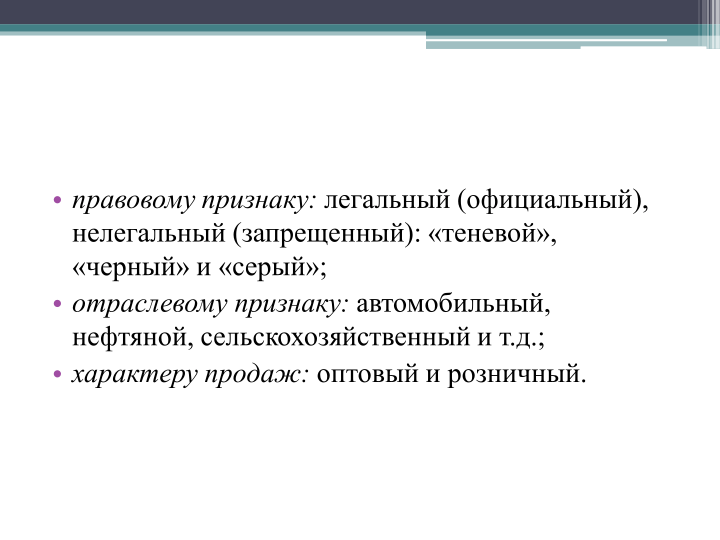 • правовому признаку: легальный (официальный),
нелегальный (запрещенный): «теневой»,
«черный» и «серый»;
• отраслевому признаку: автомобильный,
нефтяной, сельскохозяйственный и т.д.;
• характеру продаж: оптовый и розничный.